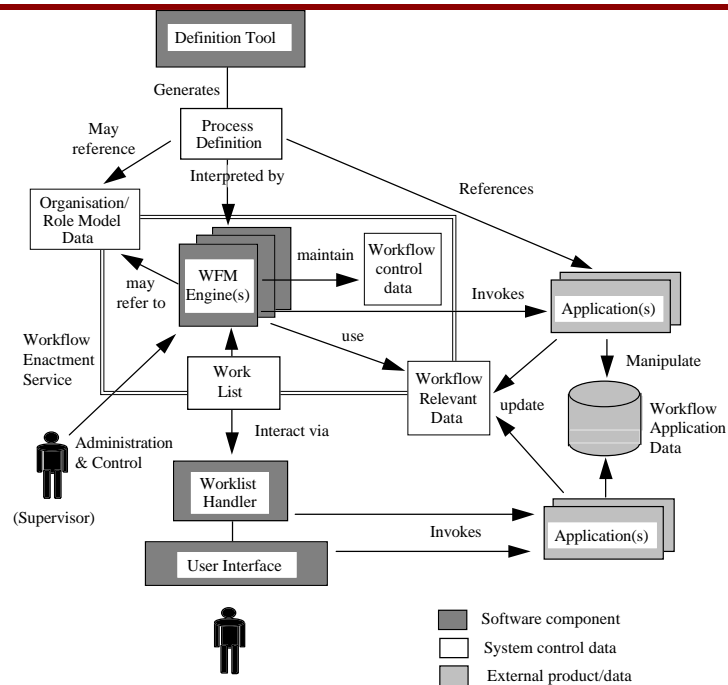 Definition Tool
Generates
May
reference
Process
Definition
Interpreted by
References
Organisation/
Role Model
Data
WFM
Engine(s)
maintain
Workflow
control
data
may
refer to
Invokes
Application(s)
use
Workflow
Enactment
Service
Work
List
Workflow
Relevant
Data
Manipulate
update
Workflow
Application
Data
Administration
& Control
Interact via
(Supervisor)
Worklist
Handler
Invokes
Application(s)
User Interface
Software component
System control data
External product/data